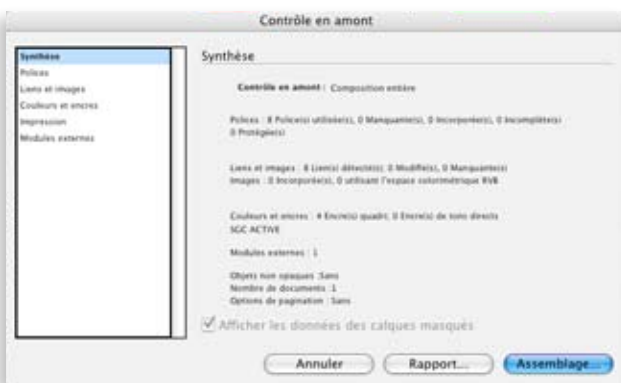 Contrôle en amont
Synthèse
Polices
Liens et images
Couleurs et encres
Impression
Modules externes
Synthèse
Contrôle en amont : Composition entière
Polices : 8 Police(s) utilisée(s), 0 Manquante(s), 0 Incorporée(s), 0 Incomplète(s)
0 Protégée(s)
Liens et images : 8 Lien(s) détecté(s), 0 Modifié(s), 0 Manquante(s)
Images : 0 Incorporée(s), 0 utilisant l'espace colorimétrique RVB
Couleurs et encres : 4 Encre(s) quadri, 0 Encre(s) de tons directs
SGC ACTIVE
Modules externes : 1
Objets non opaques :Sans
Nombre de documents :1
Options de pagination : Sans
Afficher les données des calques masqués
Annuler
Rapport...
Assemblage...